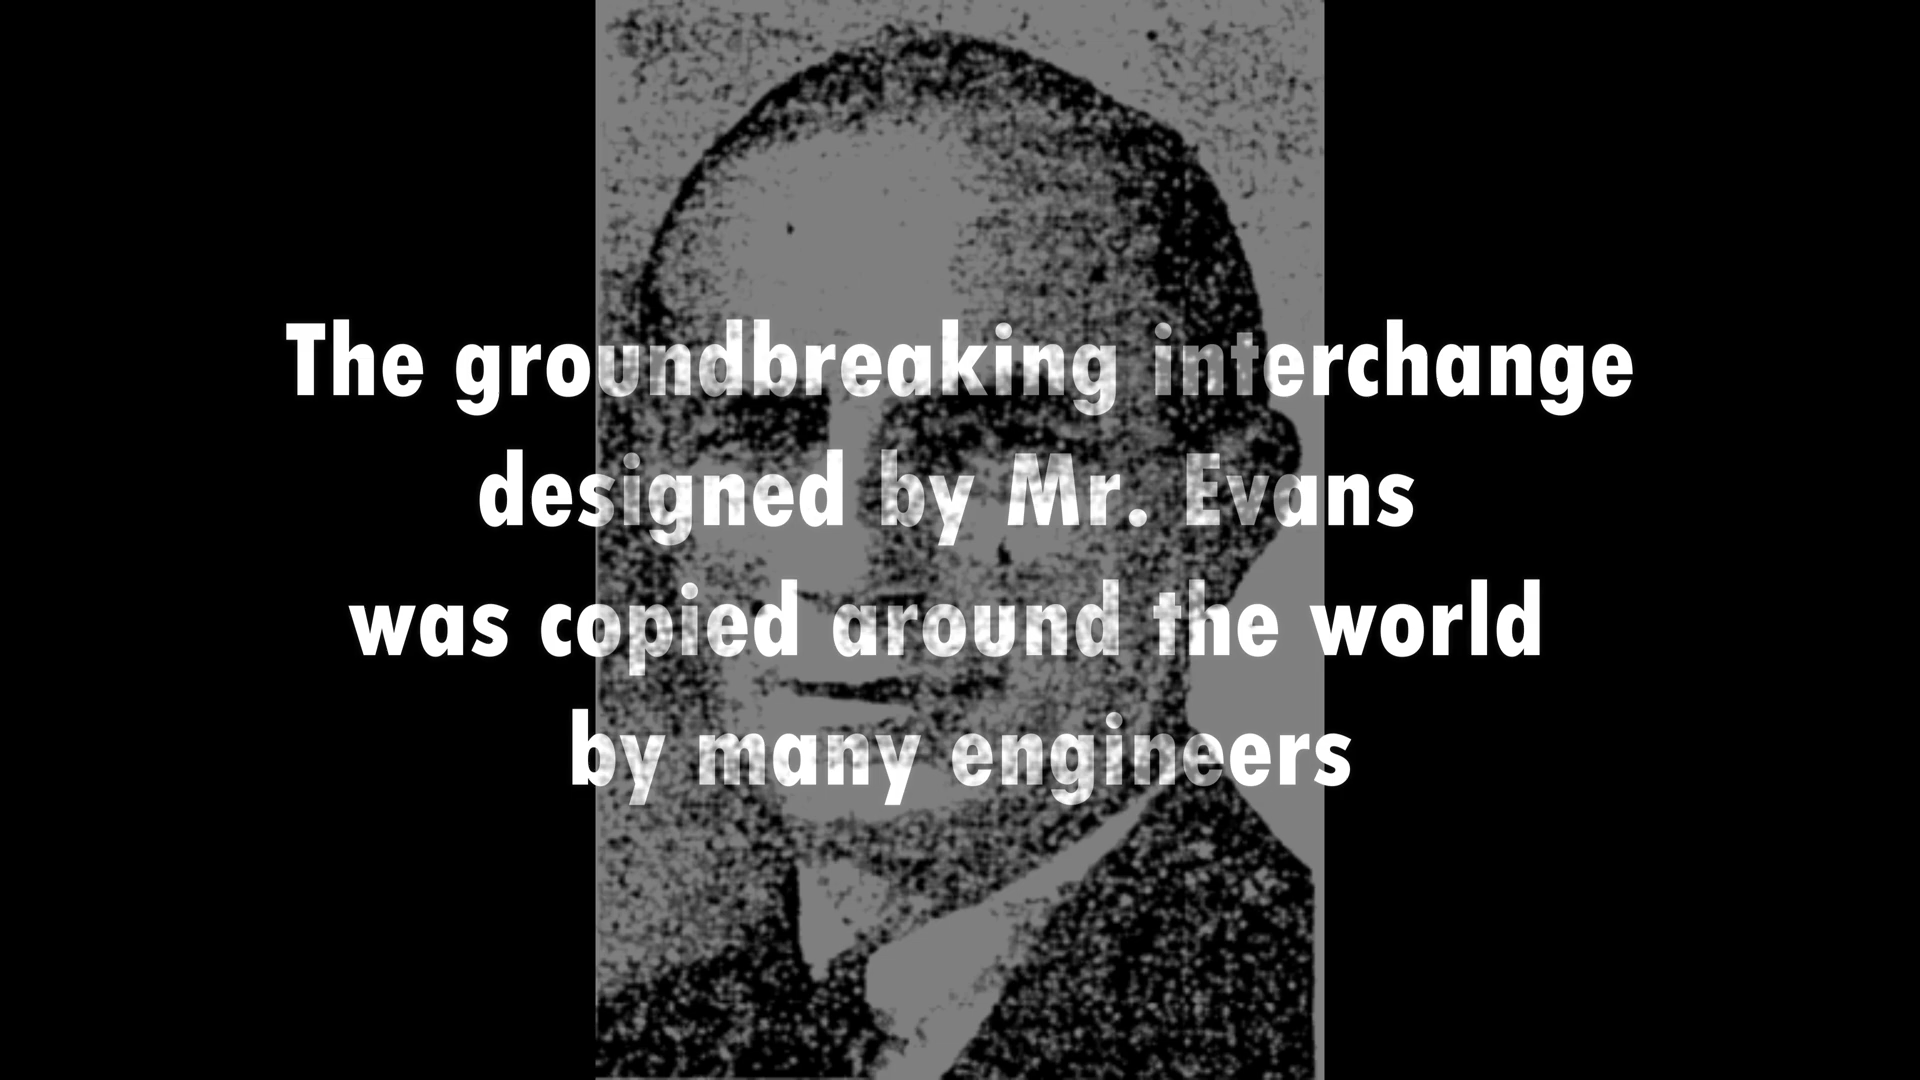 The groundbreaking interchange
designed by Mr. Evans
was copied around the world
by many engineers